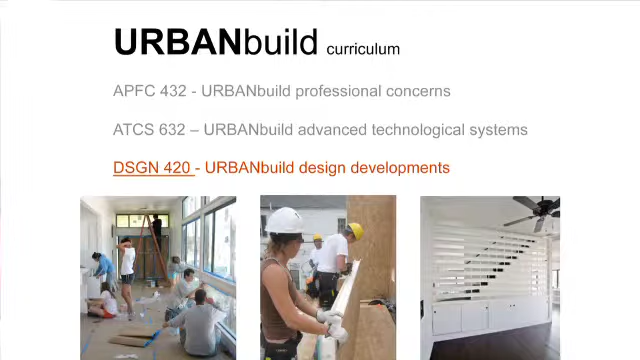 URBANbuild curriculum
APFC 432 - URBANbuild professional concerns
ATCS 632 – URBANbuild advanced technological systems
DSGN 420 - URBANbuild design developments